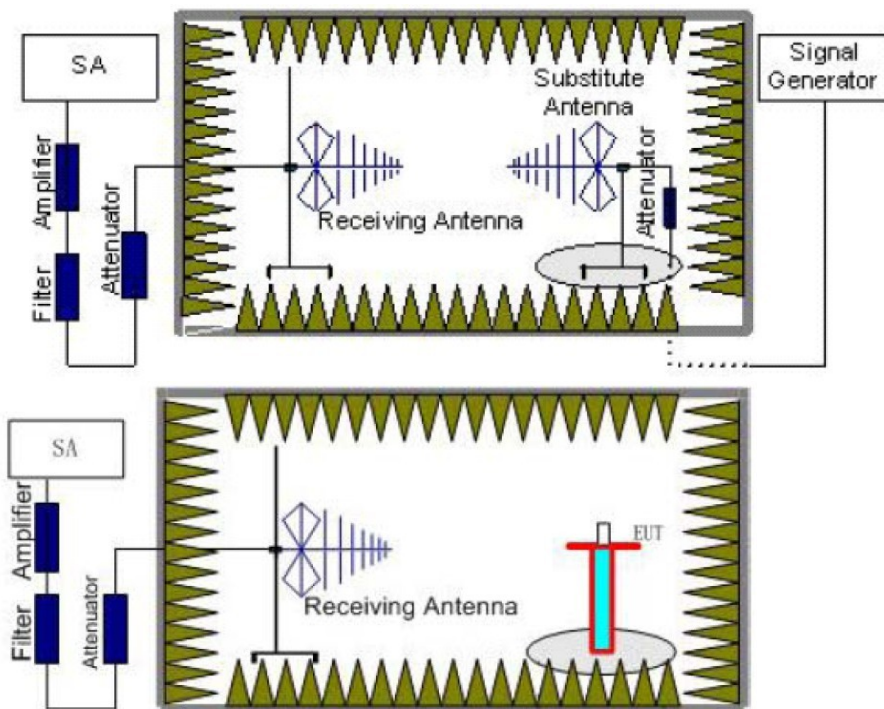 SA
Signal
Generator
Substitute
Antenna
Amplifier
Attenuator
Filter
Receiving Antenna
Attenuator
SA
Amplifier
Filter
Attenuator
EUT
Receiving Antenna